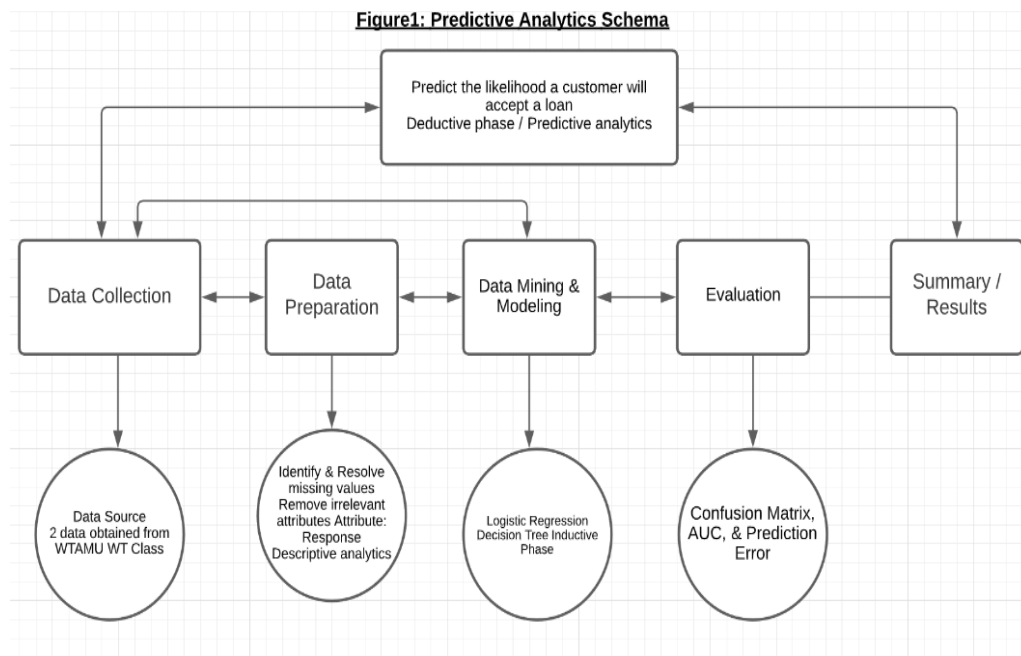 Figure1: Predictive Analytics Schema
Predict the likelihood a customer will
accept a loan
Deductive phase / Predictive analytics
Data Collection
Data
Preparation
Data Mining &
Modeling
Evaluation
Summary /
Results
Data Source
2 data obtained from
WTAMU WT Class
Identify & Resolve
missing values
Remove irrelevant
attributes Attribute:
Response
Descriptive analytics
Logistic Regression
Decision Tree Inductive
Phase
Confusion Matrix,
AUC, & Prediction
Error